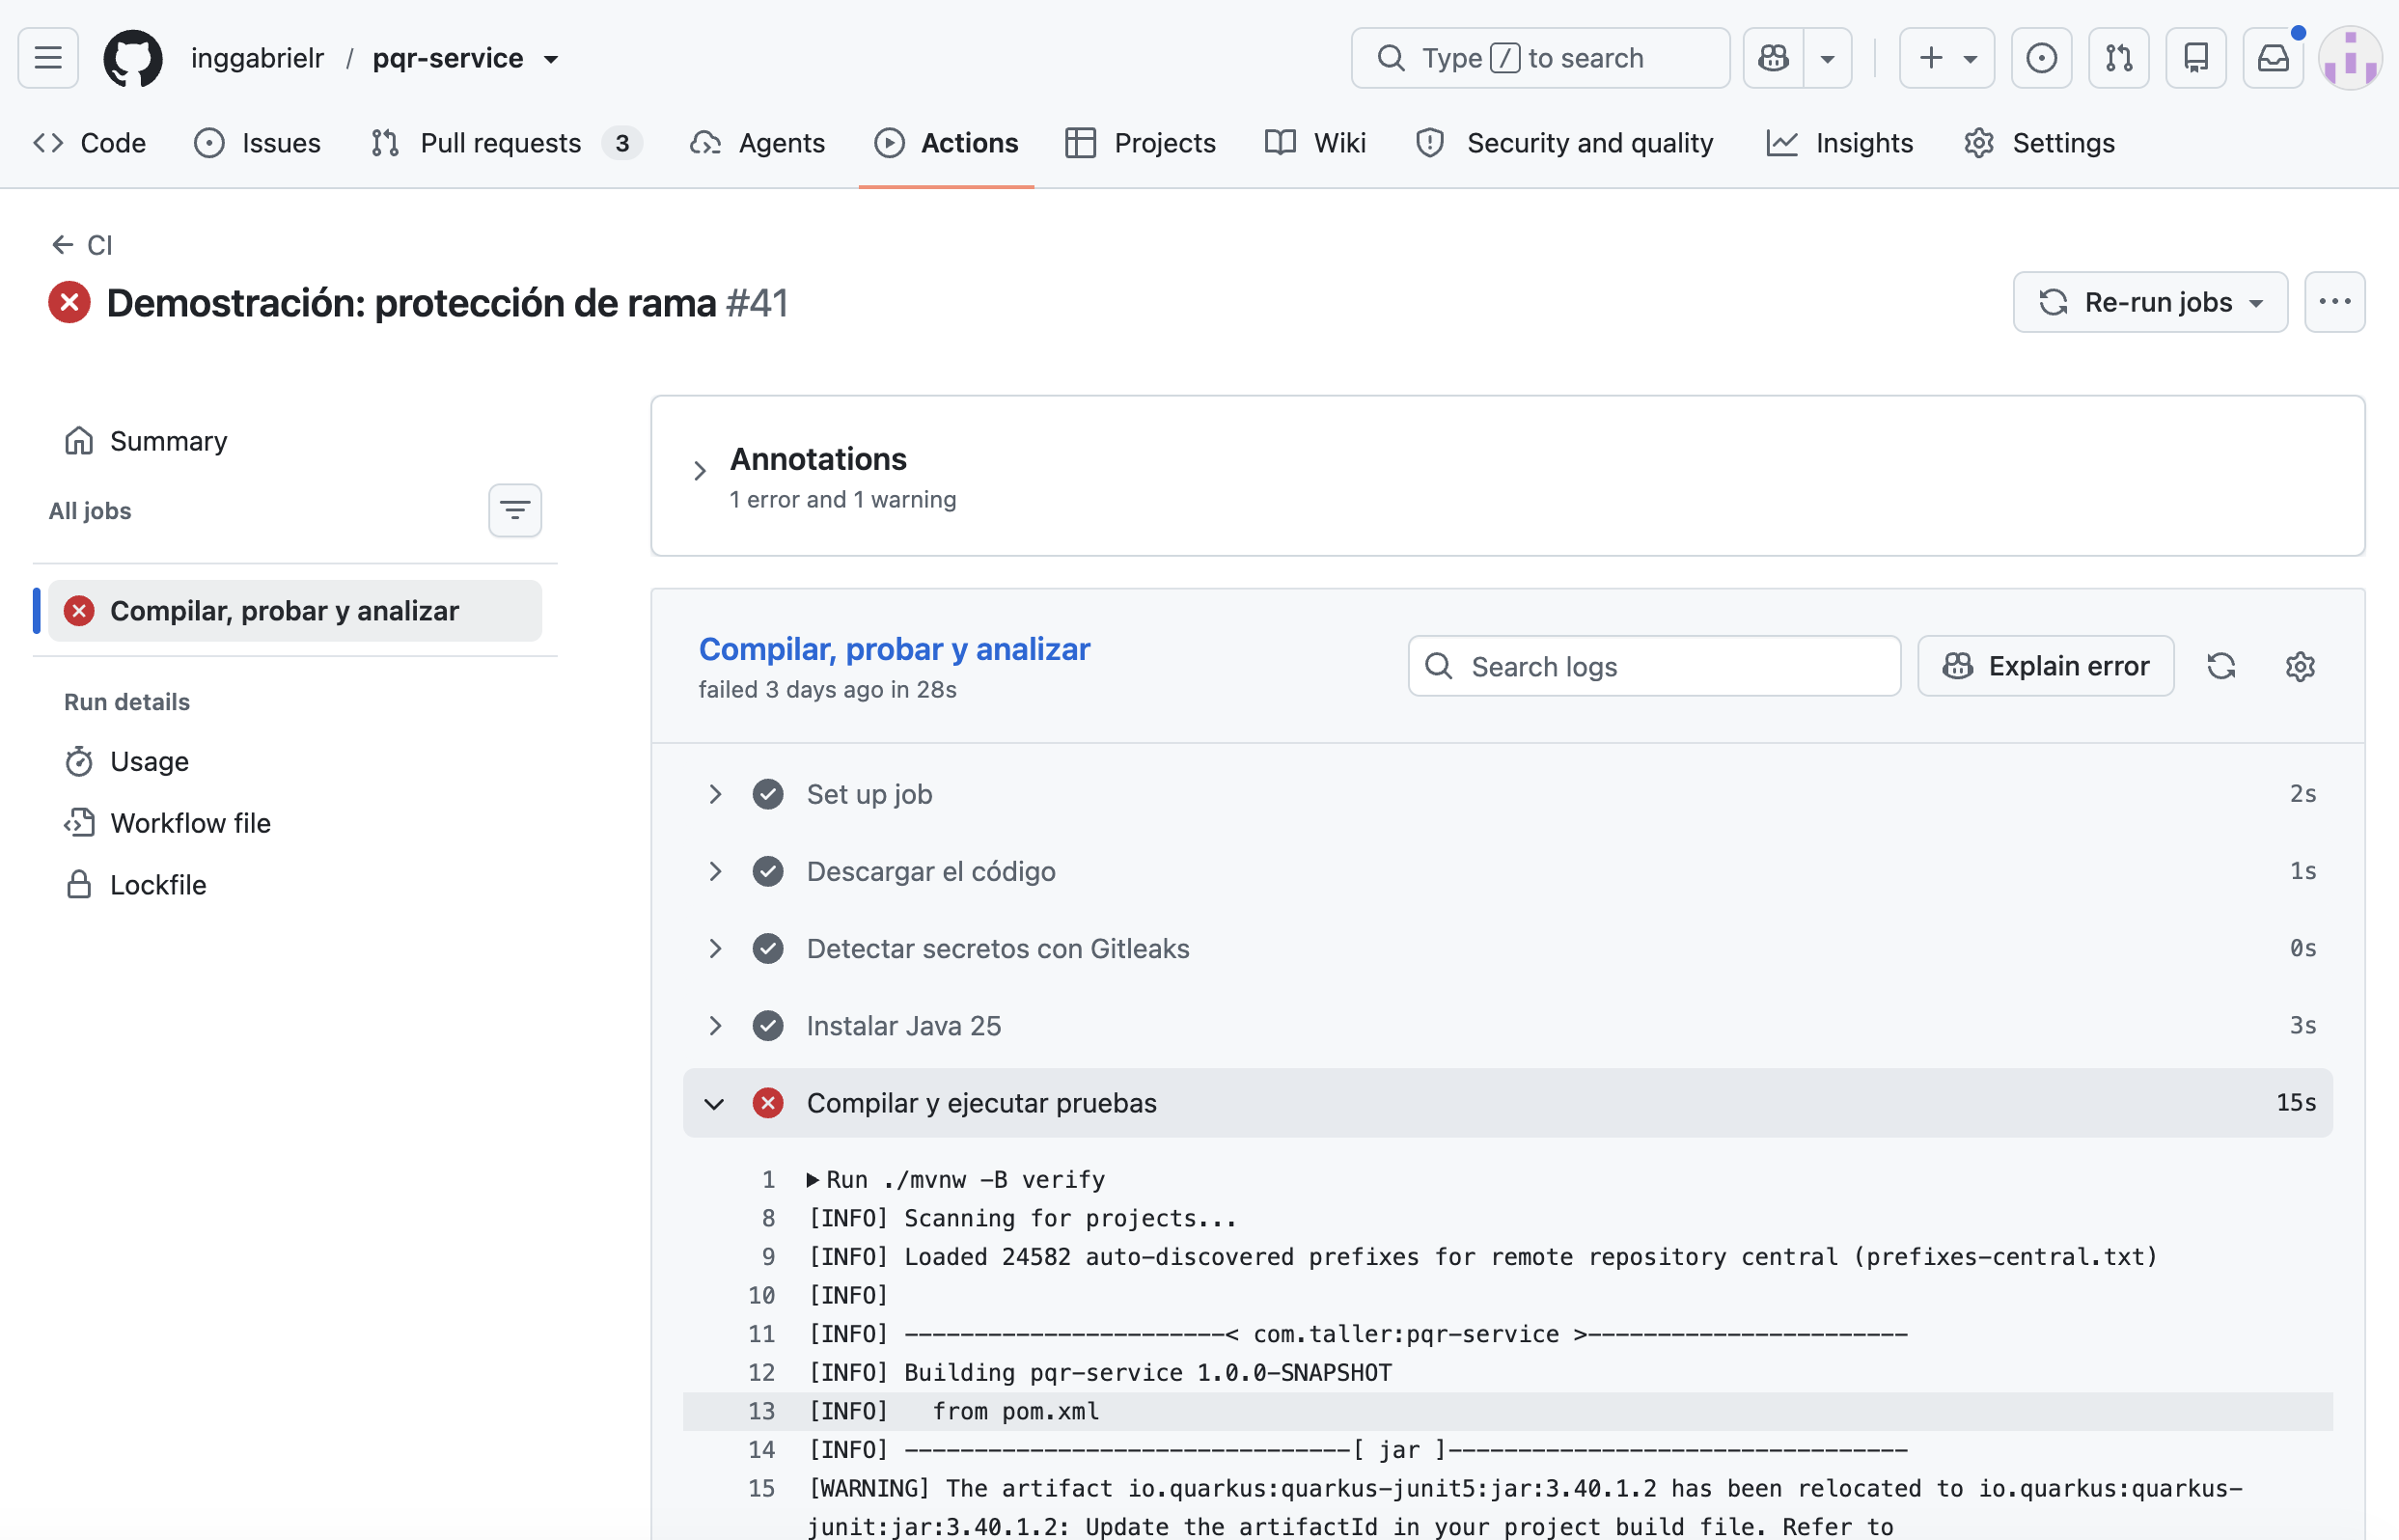 inggabrielr / pqr-service
Type / to search
Code
Issues
Pull requests 3
Agents
Actions
Projects
Wiki
Security and quality
Insights
Settings
CI
Demostración: protección de rama #41
Re-run jobs
Summary
All jobs
Compilar, probar y analizar
Run details
Usage
Workflow file
Lockfile
Annotations
1 error and 1 warning
Compilar, probar y analizar
failed 3 days ago in 28s
Search logs
Explain error
Set up job 2s
Descargar el código 1s
Detectar secretos con Gitleaks 0s
Instalar Java 25 3s
Compilar y ejecutar pruebas 15s
1 Run ./mvnw -B verify
8 [INFO] Scanning for projects...
9 [INFO] Loaded 24582 auto-discovered prefixes for remote repository central (prefixes-central.txt)
10 [INFO]
11 [INFO] -----------------------< com.taller:pqr-service >-----------------------
12 [INFO] Building pqr-service 1.0.0-SNAPSHOT
13 [INFO]   from pom.xml
14 [INFO] --------------------------------[ jar ]---------------------------------
15 [WARNING] The artifact io.quarkus:quarkus-junit5:jar:3.40.1.2 has been relocated to io.quarkus:quarkus-
junit:jar:3.40.1.2: Update the artifactId in your project build file. Refer to